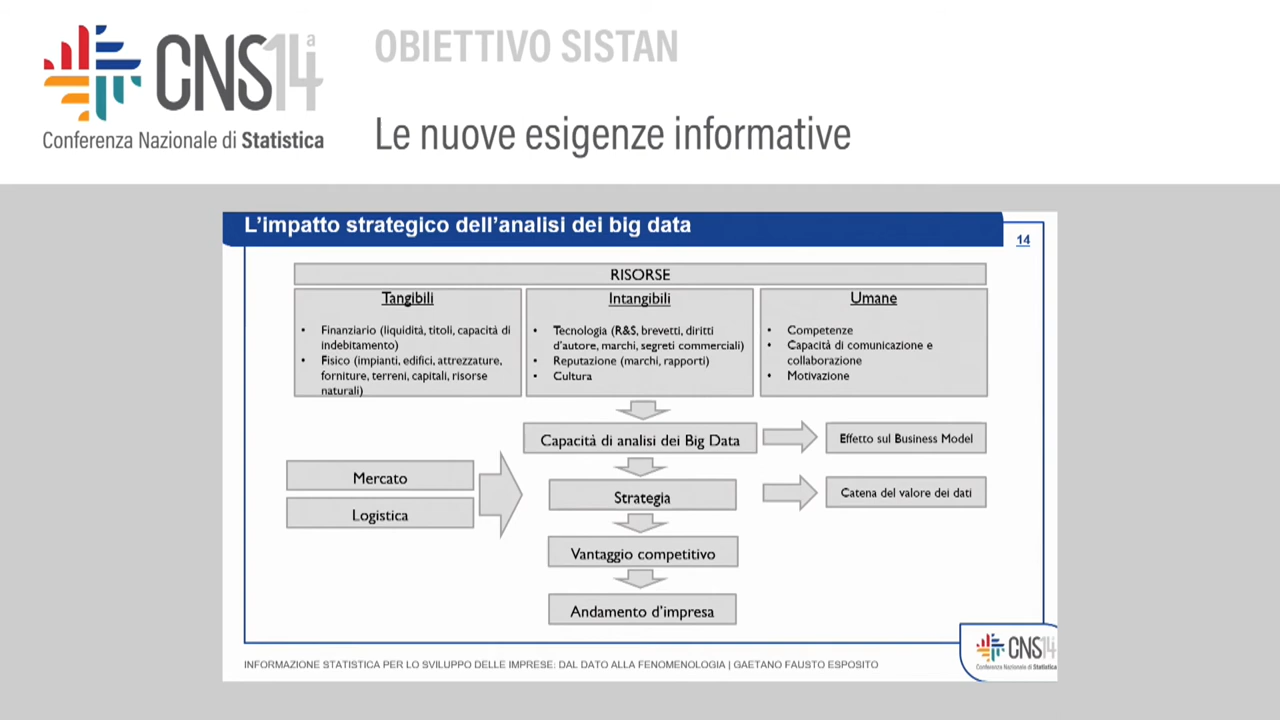 CNS14ª
Conferenza Nazionale di Statistica
OBIETTIVO SISTAN
Le nuove esigenze informative
L'impatto strategico dell'analisi dei big data
14
RISORSE
Tangibili
• Finanziario (liquidità, titoli, capacità di
indebitamento)
• Fisico (impianti, edifici, attrezzature,
forniture, terreni, capitali, risorse
naturali)
Intangibili
• Tecnologia (R&S, brevetti, diritti
d'autore, marchi, segreti commerciali)
• Reputazione (marchi, rapporti)
• Cultura
Umane
• Competenze
• Capacità di comunicazione e
collaborazione
• Motivazione
Capacità di analisi dei Big Data
Effetto sul Business Model
Mercato
Logistica
Strategia
Catena del valore dei dati
Vantaggio competitivo
Andamento d'impresa
INFORMAZIONE STATISTICA PER LO SVILUPPO DELLE IMPRESE: DAL DATO ALLA FENOMENOLOGIA | GAETANO FAUSTO ESPOSITO
CNS14
Conferenza Nazionale di Statistica